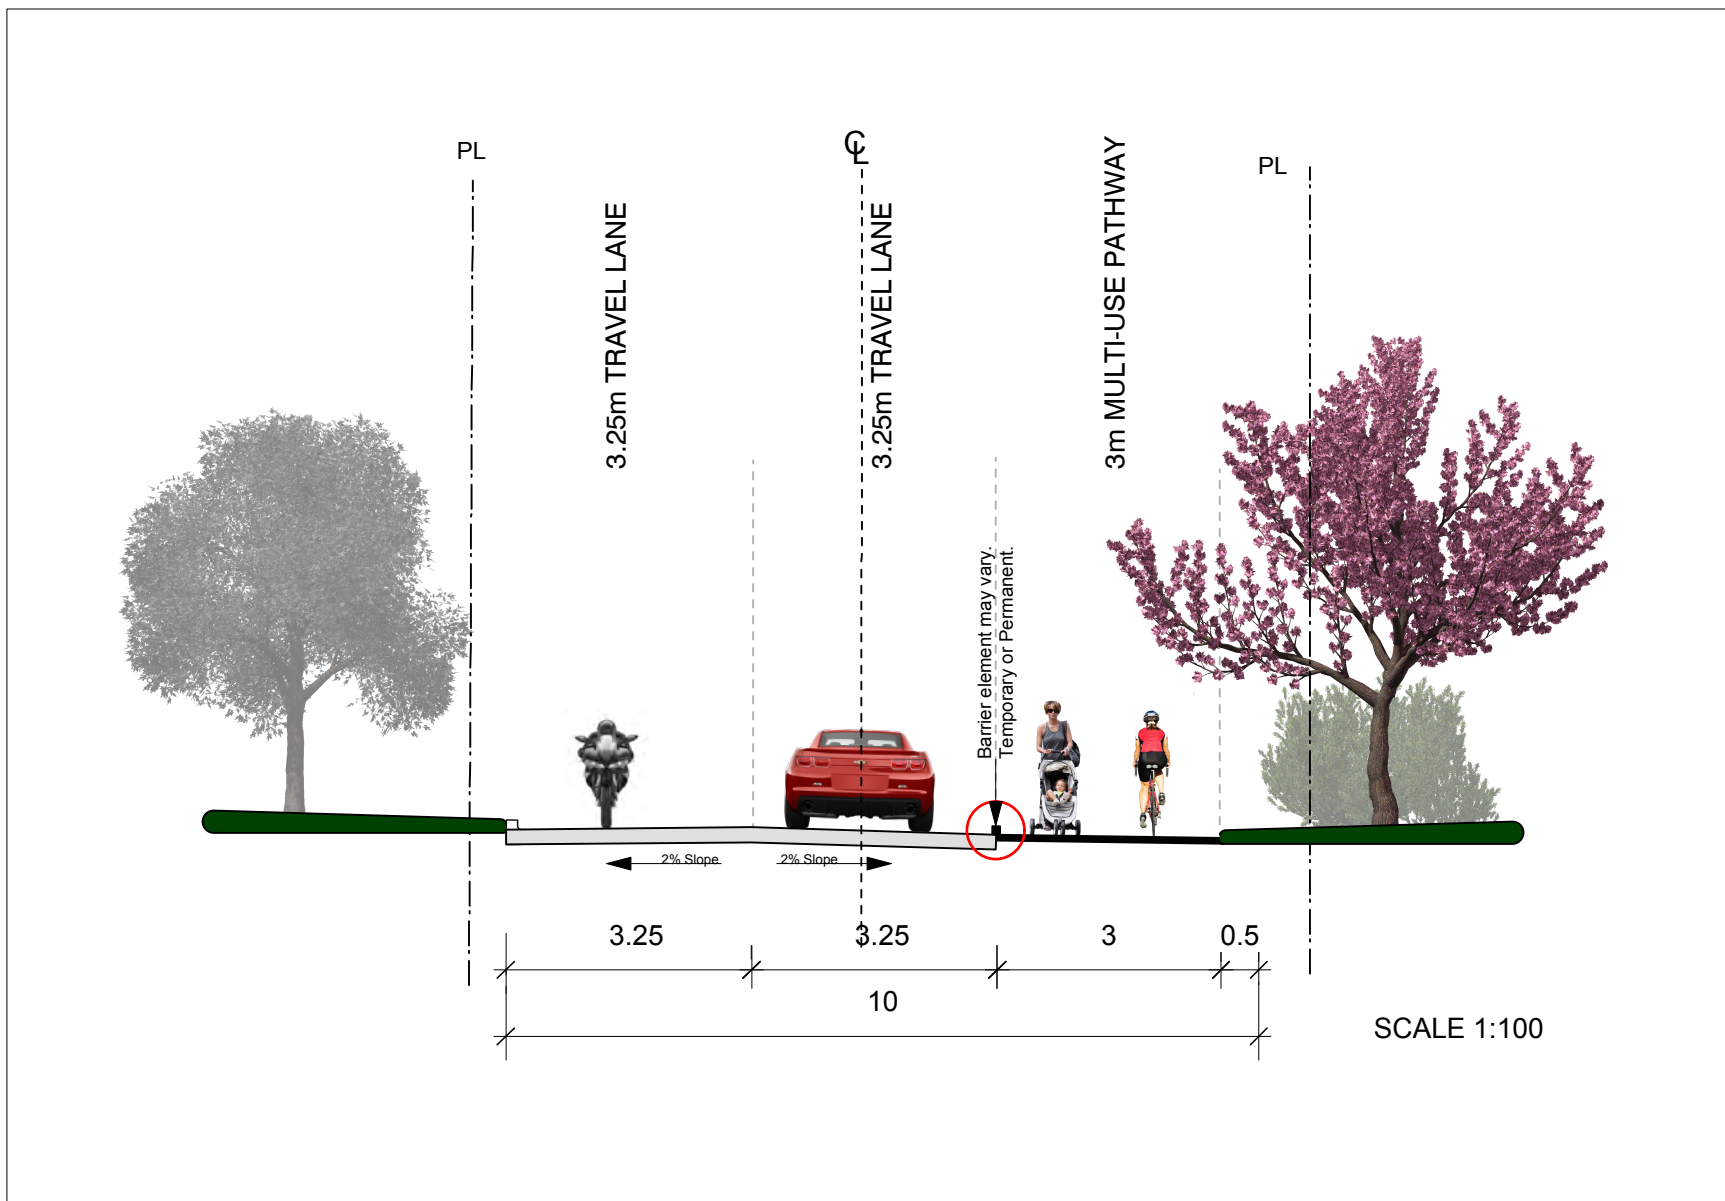 PL
℄
PL
3.25m TRAVEL LANE
3.25m TRAVEL LANE
3m MULTI-USE PATHWAY
Barrier element may vary.
Temporary or Permanent.
2% Slope
2% Slope
3.25
3.25
3
0.5
10
SCALE 1:100